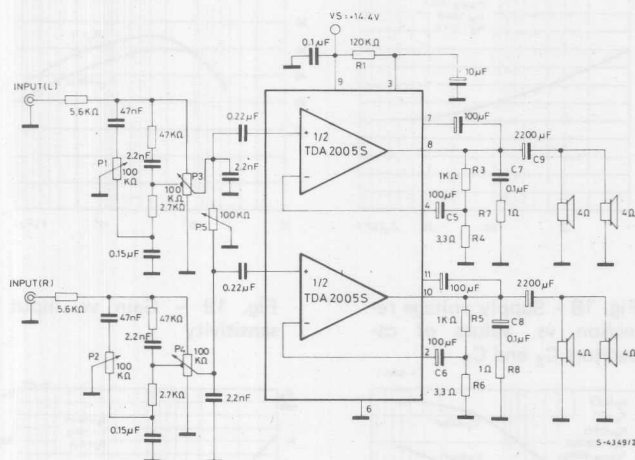 VS=+14.4V
0.1µF
120KΩ
R1
10µF
9
3
INPUT(L)
5.6KΩ
47nF
47KΩ
2.2nF
P1
100
KΩ
100
KΩ
P3
2.7KΩ
0.15µF
0.22µF
2.2nF
100KΩ
P5
0.22µF
+
1/2
TDA 2005S
-
7
100µF
8
2200µF
C9
1KΩ
R3
C7
0.1µF
100µF
4
C5
R7
1Ω
3.3Ω
R4
4Ω
4Ω
INPUT(R)
5.6KΩ
47nF
47KΩ
2.2nF
P2
100
KΩ
P4
100
KΩ
2.7KΩ
0.15µF
2.2nF
+
1/2
TDA 2005S
-
11
100µF
10
2200µF
1KΩ
R5
C8
0.1µF
100µF
2
C6
1Ω
R8
3.3Ω
R6
4Ω
4Ω
6
S-4349/2